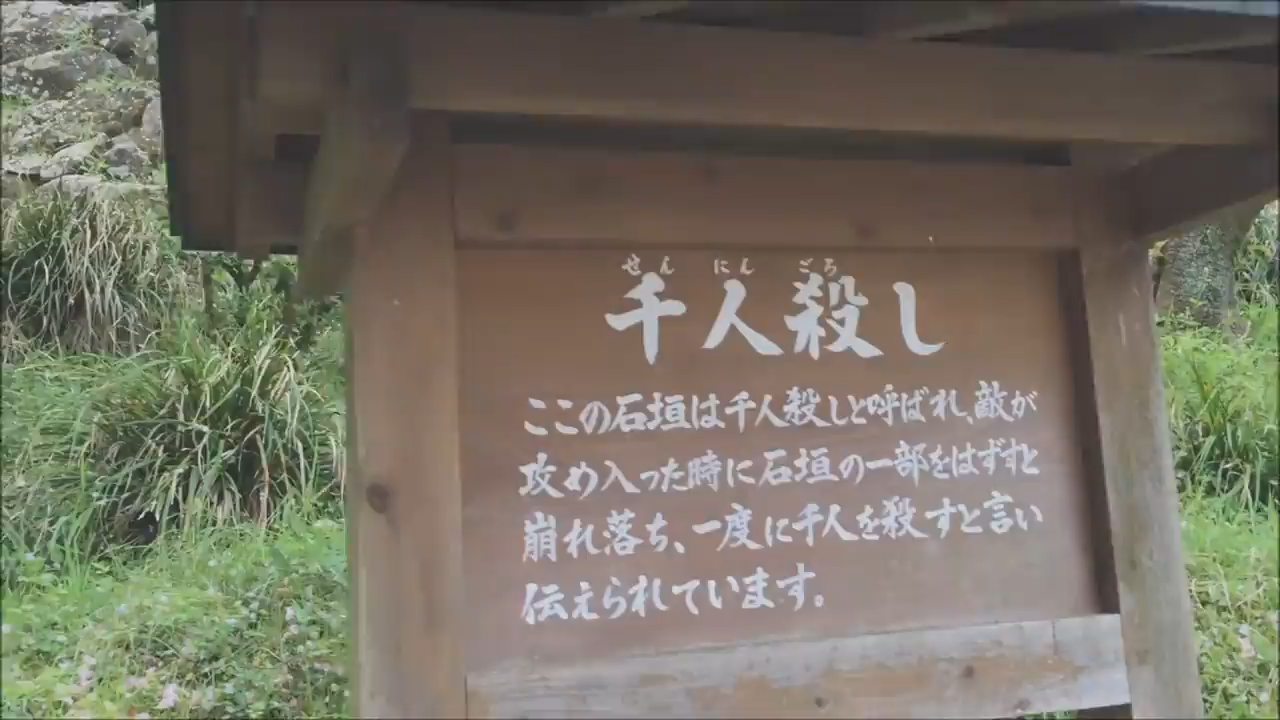 せんにんごろ
千人殺し
ここの石垣は千人殺しと呼ばれ、敵が
攻め入った時に石垣の一部をはずすと
崩れ落ち、一度に千人を殺すと言い
伝えられています。